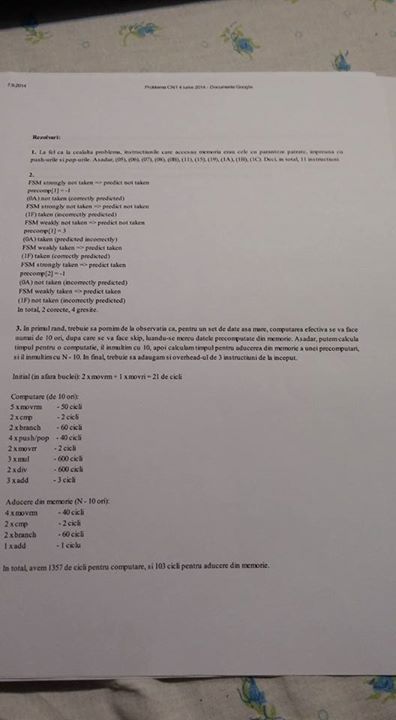 7.9.2014 Probleme CN/T 4 iunie 2014 - Documente Google
Rezolvari:
1. La fel ca la cealalta problema, instructiunile care acceseaza memoria erau cele cu paranteze patrate, impreuna cu
push-urile si pop-urile. Asadar, (05), (06), (07), (08), (0B), (11), (15), (19), (1A), (1B), (1C). Deci, in total, 11 instructiuni
2.
FSM strongly not taken => predict not taken
precomp[1] = -1
(0A) not taken (correctly predicted)
FSM strongly not taken => predict not taken
(1F) taken (incorrectly predicted)
FSM weakly not taken => predict not taken
precomp[1] = 3
(0A) taken (predicted incorrectly)
FSM weakly taken => predict taken
(1F) taken (correctly predicted)
FSM strongly taken => predict taken
precomp[2] = -1
(0A) not taken (incorrectly predicted)
FSM weakly taken => predict taken
(1F) not taken (incorrectly predicted)
In total, 2 corecte, 4 gresite.
3. In primul rand, trebuie sa pornim de la observatia ca, pentru un set de date asa mare, computarea efectiva se va face
numai de 10 ori, dupa care se va face skip, luandu-se mereu datele precomputate din memorie. Asadar, putem calcula
timpul pentru o computatie, il inmultim cu 10, apoi calculam timpul pentru aducerea din memorie a unei precomputari,
si il inmultim cu N - 10. In final, trebuie sa adaugam si overhead-ul de 3 instructiuni de la inceput.
Initial (in afara buclei): 2 x movrm + 1 x movri = 21 de cicli
Computare (de 10 ori):
5 x movrm - 50 cicli
2 x cmp - 2 cicli
2 x branch - 60 cicli
4 x push/pop - 40 cicli
2 x movrr - 2 cicli
3 x mul - 600 cicli
2 x div - 600 cicli
3 x add - 3 cicli
Aducere din memorie (N - 10 ori):
4 x movrm - 40 cicli
2 x cmp - 2 cicli
2 x branch - 60 cicli
1 x add - 1 ciclu
In total, avem 1357 de cicli pentru computare, si 103 cicli pentru aducere din memorie.